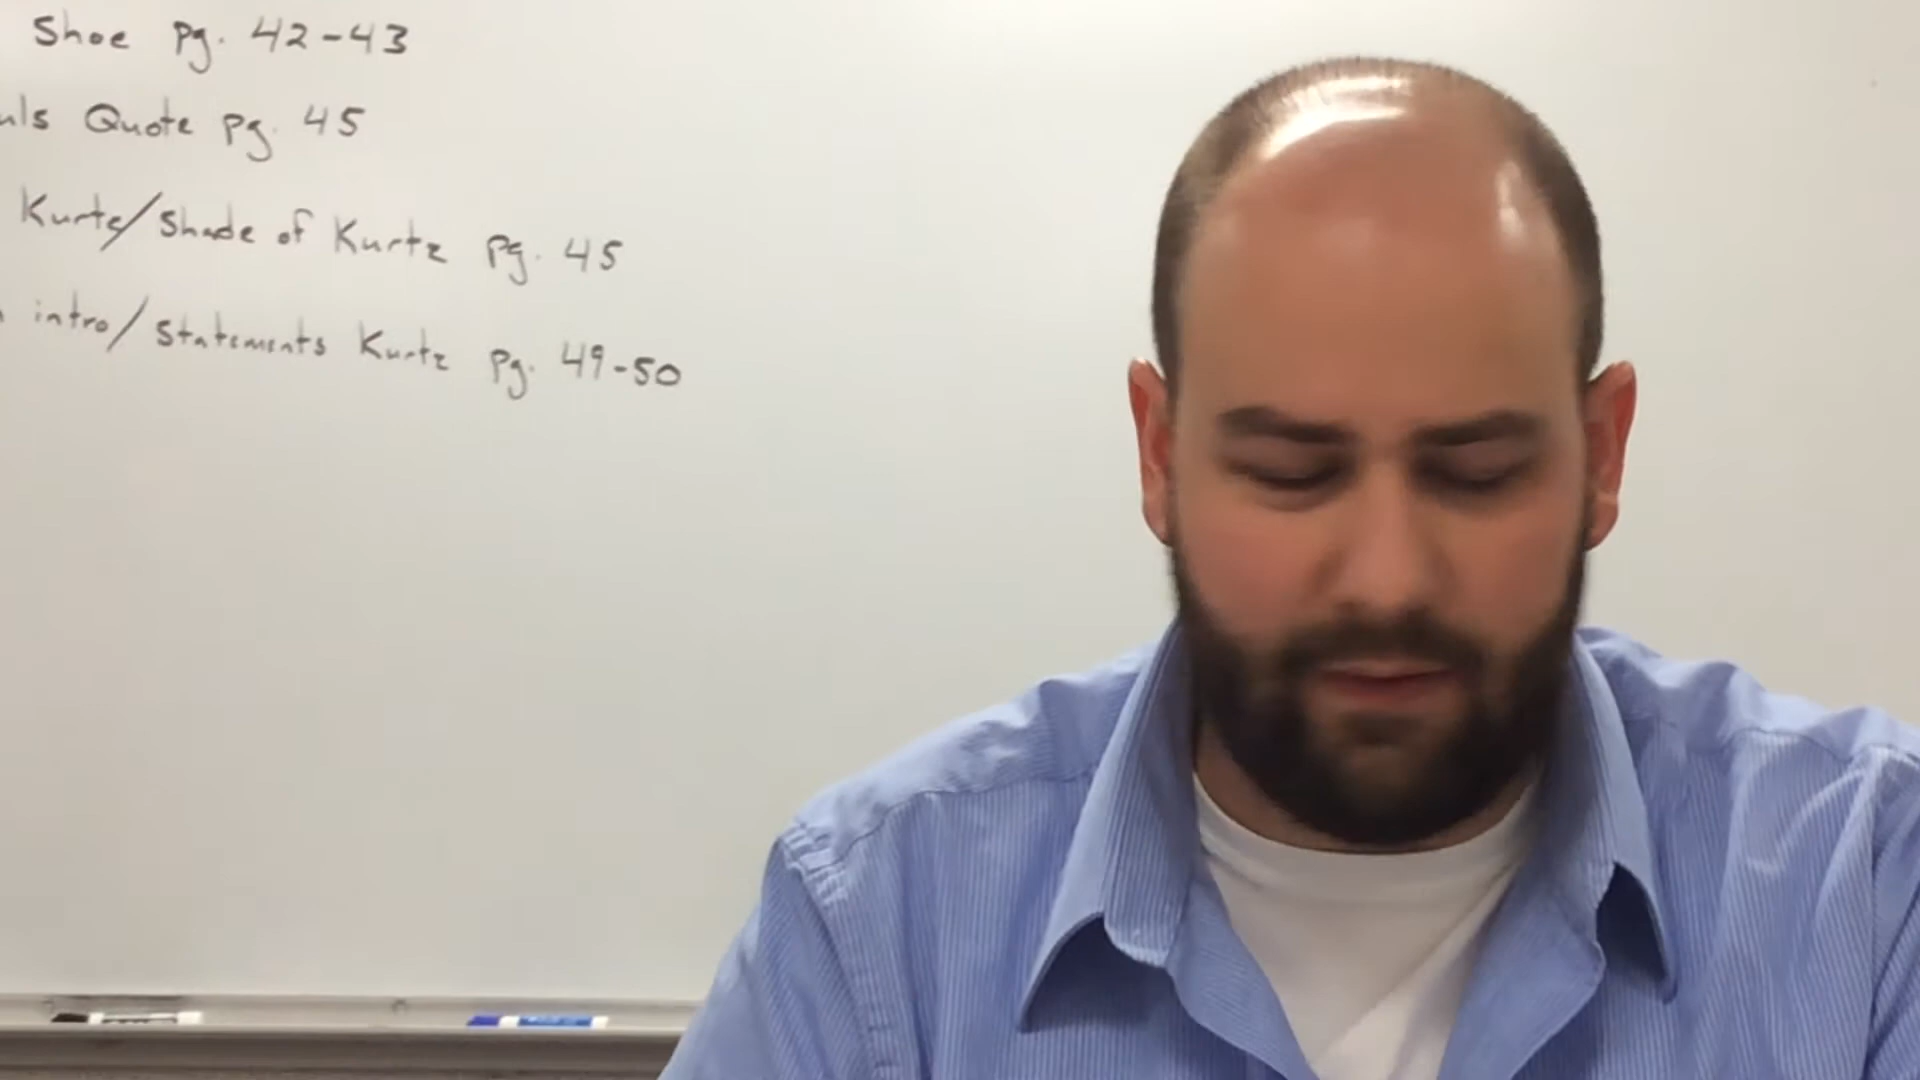 Shoe pg. 42-43
uls Quote pg. 45
Kurtz/Shade of Kurtz pg. 45
intro/Statements Kurtz pg. 49-50